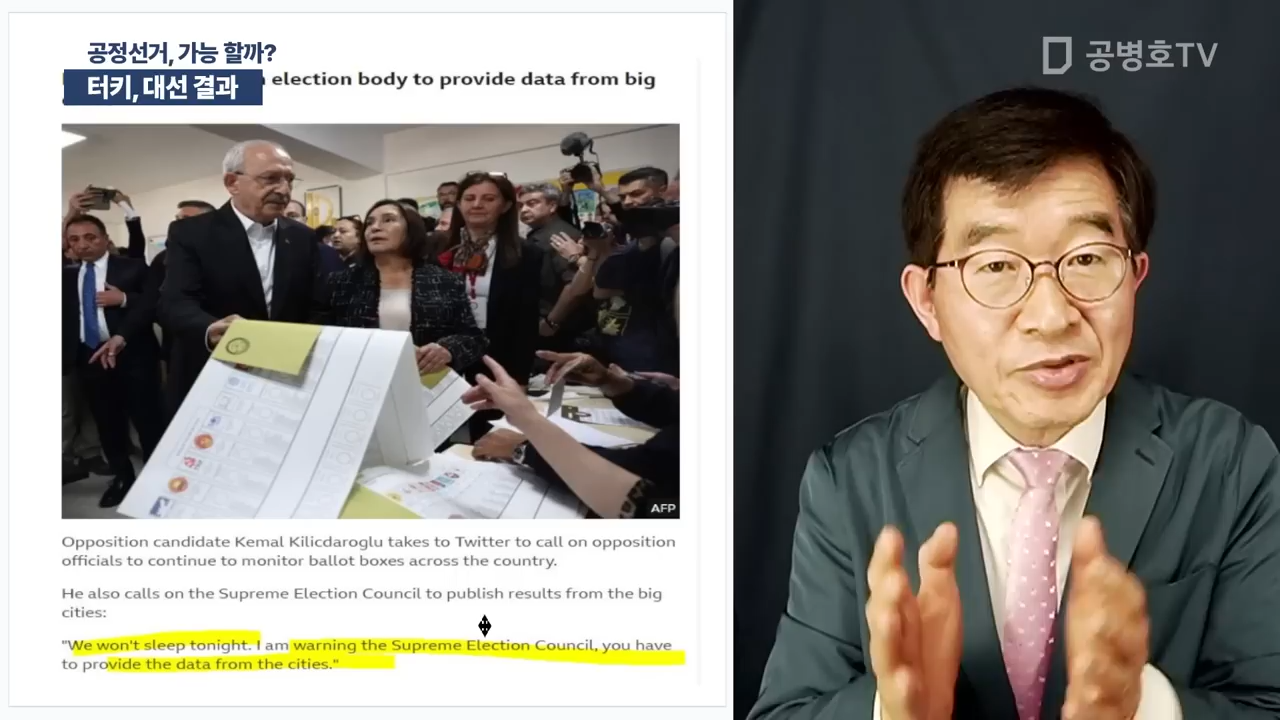 공정선거, 가능 할까?
터키, 대선 결과
election body to provide data from big
공병호TV
AFP
Opposition candidate Kemal Kilicdaroglu takes to Twitter to call on opposition
officials to continue to monitor ballot boxes across the country.
He also calls on the Supreme Election Council to publish results from the big
cities:
"We won't sleep tonight. I am warning the Supreme Election Council, you have
to provide the data from the cities."